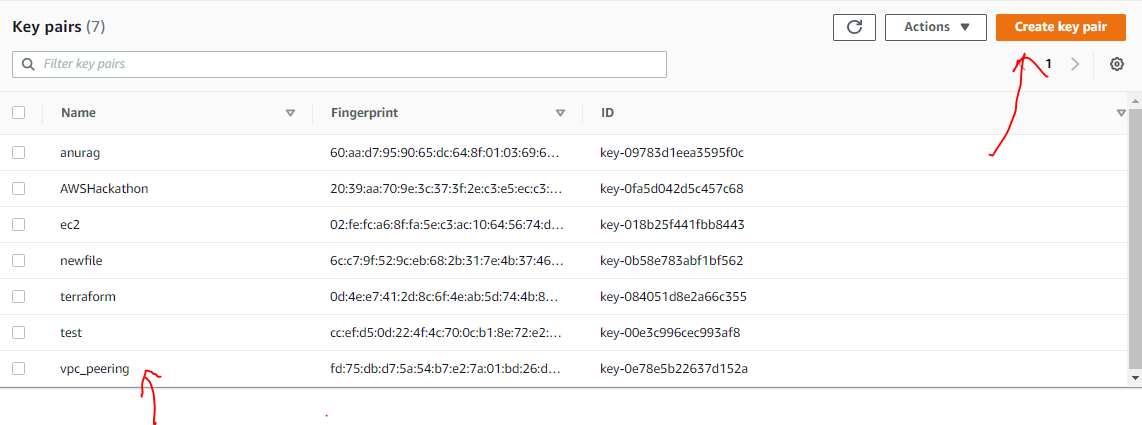 Key pairs (7)
Actions
Create key pair
Filter key pairs
1
Name Fingerprint ID
anurag 60:aa:d7:95:90:65:dc:64:8f:01:03:69:6... key-09783d1eea3595f0c
AWSHackathon 20:39:aa:70:9e:3c:37:3f:2e:c3:e5:ec:c3:... key-0fa5d042d5c457c68
ec2 02:fe:fc:a6:8f:fa:5e:c3:ac:10:64:56:74:d... key-018b25f441fbb8443
newfile 6c:c7:9f:52:9c:eb:68:2b:31:7e:4b:37:46... key-0b58e783abf1bf562
terraform 0d:4e:e7:41:2d:8c:6f:4e:ab:5d:74:4b:8... key-084051d8e2a66c355
test cc:ef:d5:0d:22:4f:4c:70:0c:b1:8e:72:e2:... key-00e3c996cec993af8
vpc_peering fd:75:db:d7:5a:54:b7:e2:7a:01:bd:26:d... key-0e78e5b22637d152a